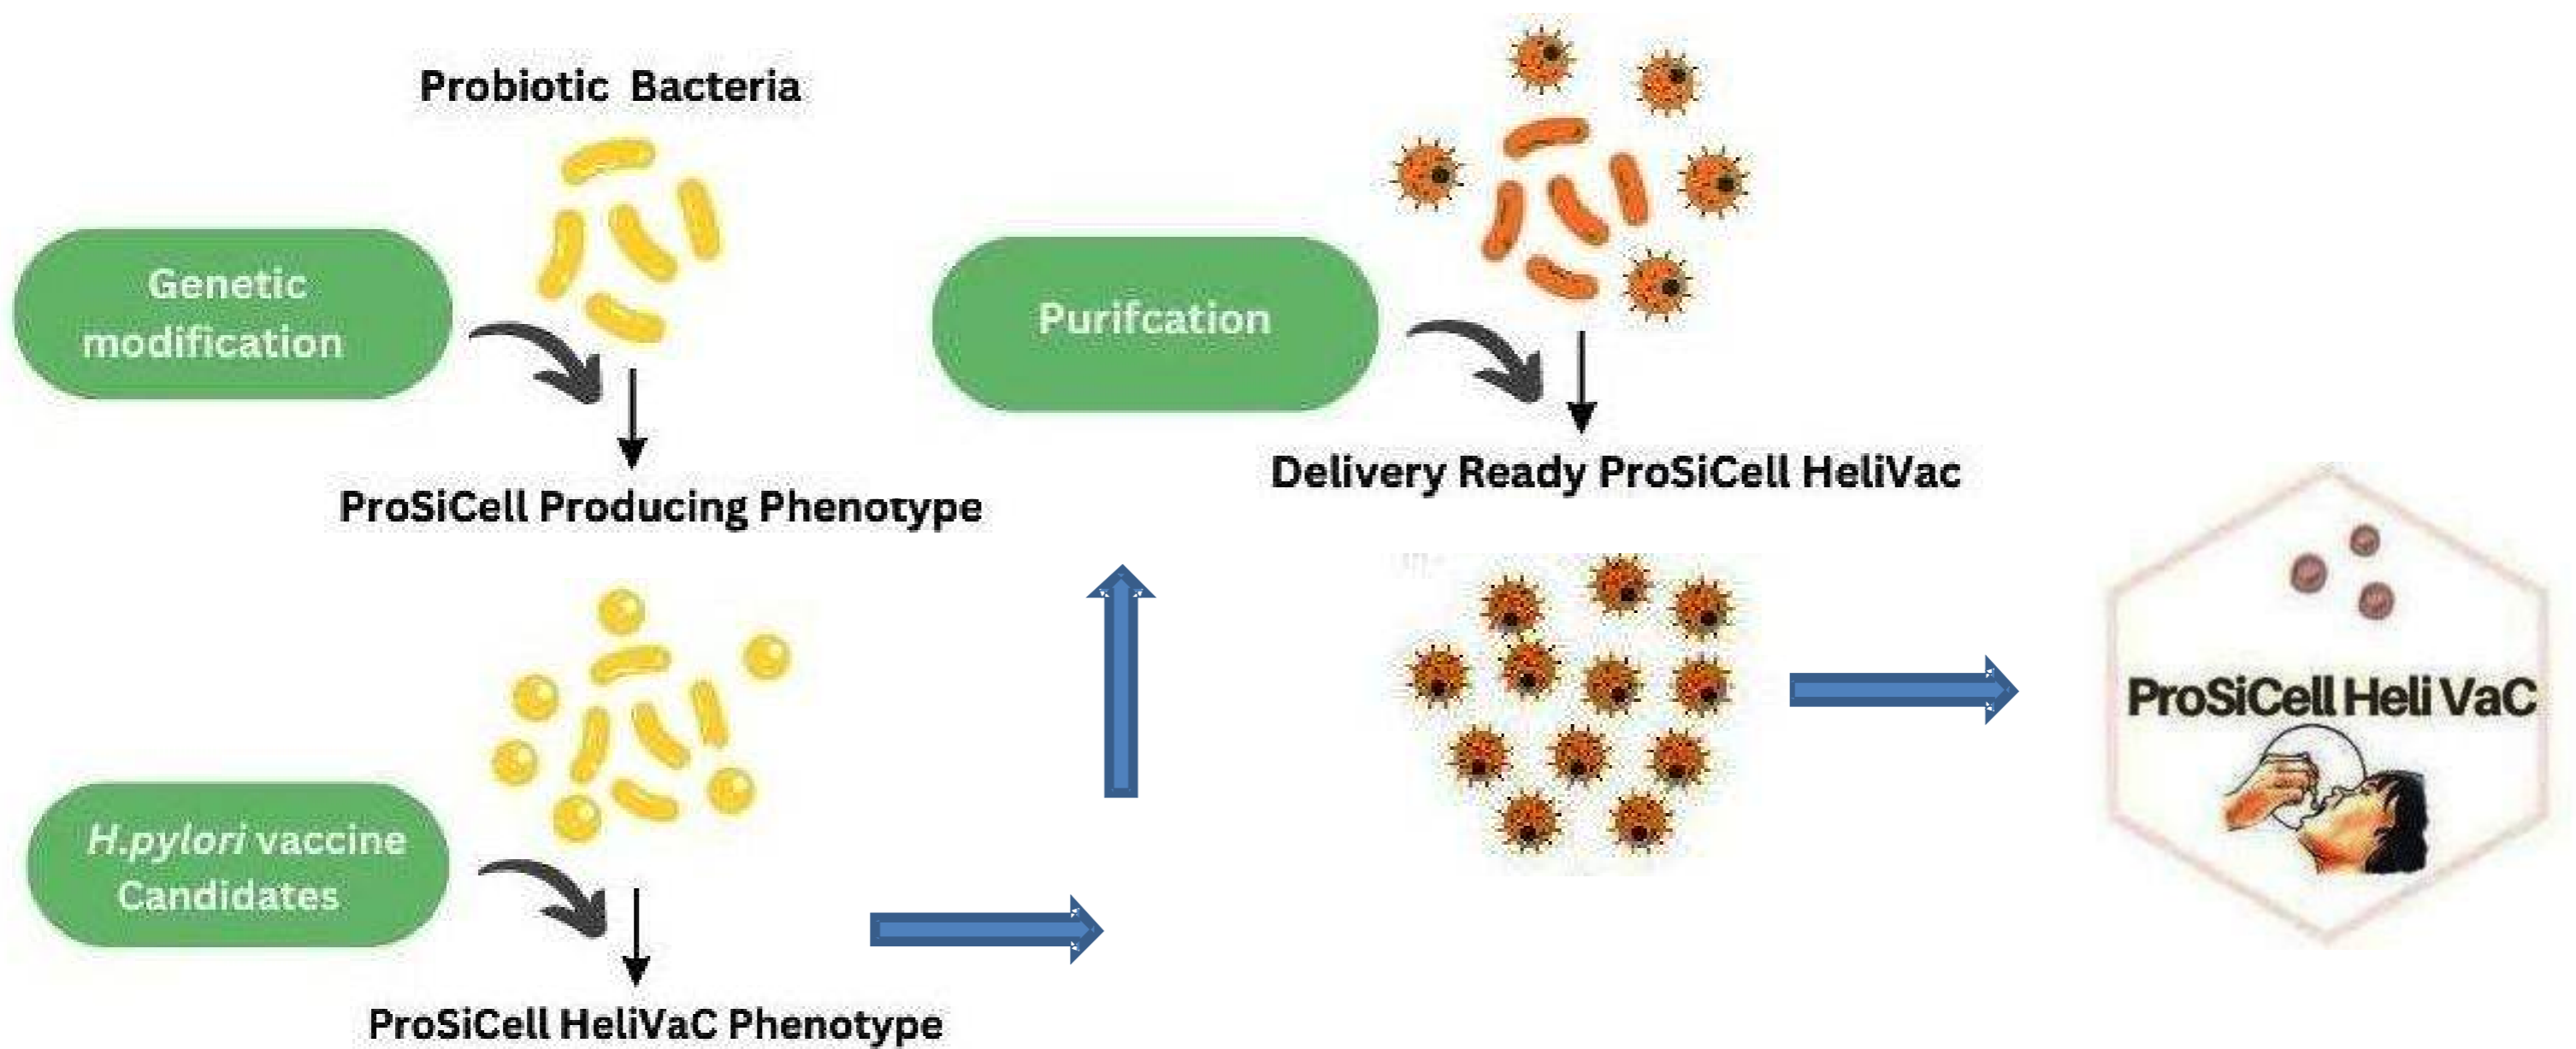 Probiotic Bacteria
Genetic
modification
ProSiCell Producing Phenotype
H.pylori vaccine
Candidates
ProSiCell HeliVaC Phenotype
Purifcation
Delivery Ready ProSiCell HeliVac
ProSiCell Heli VaC